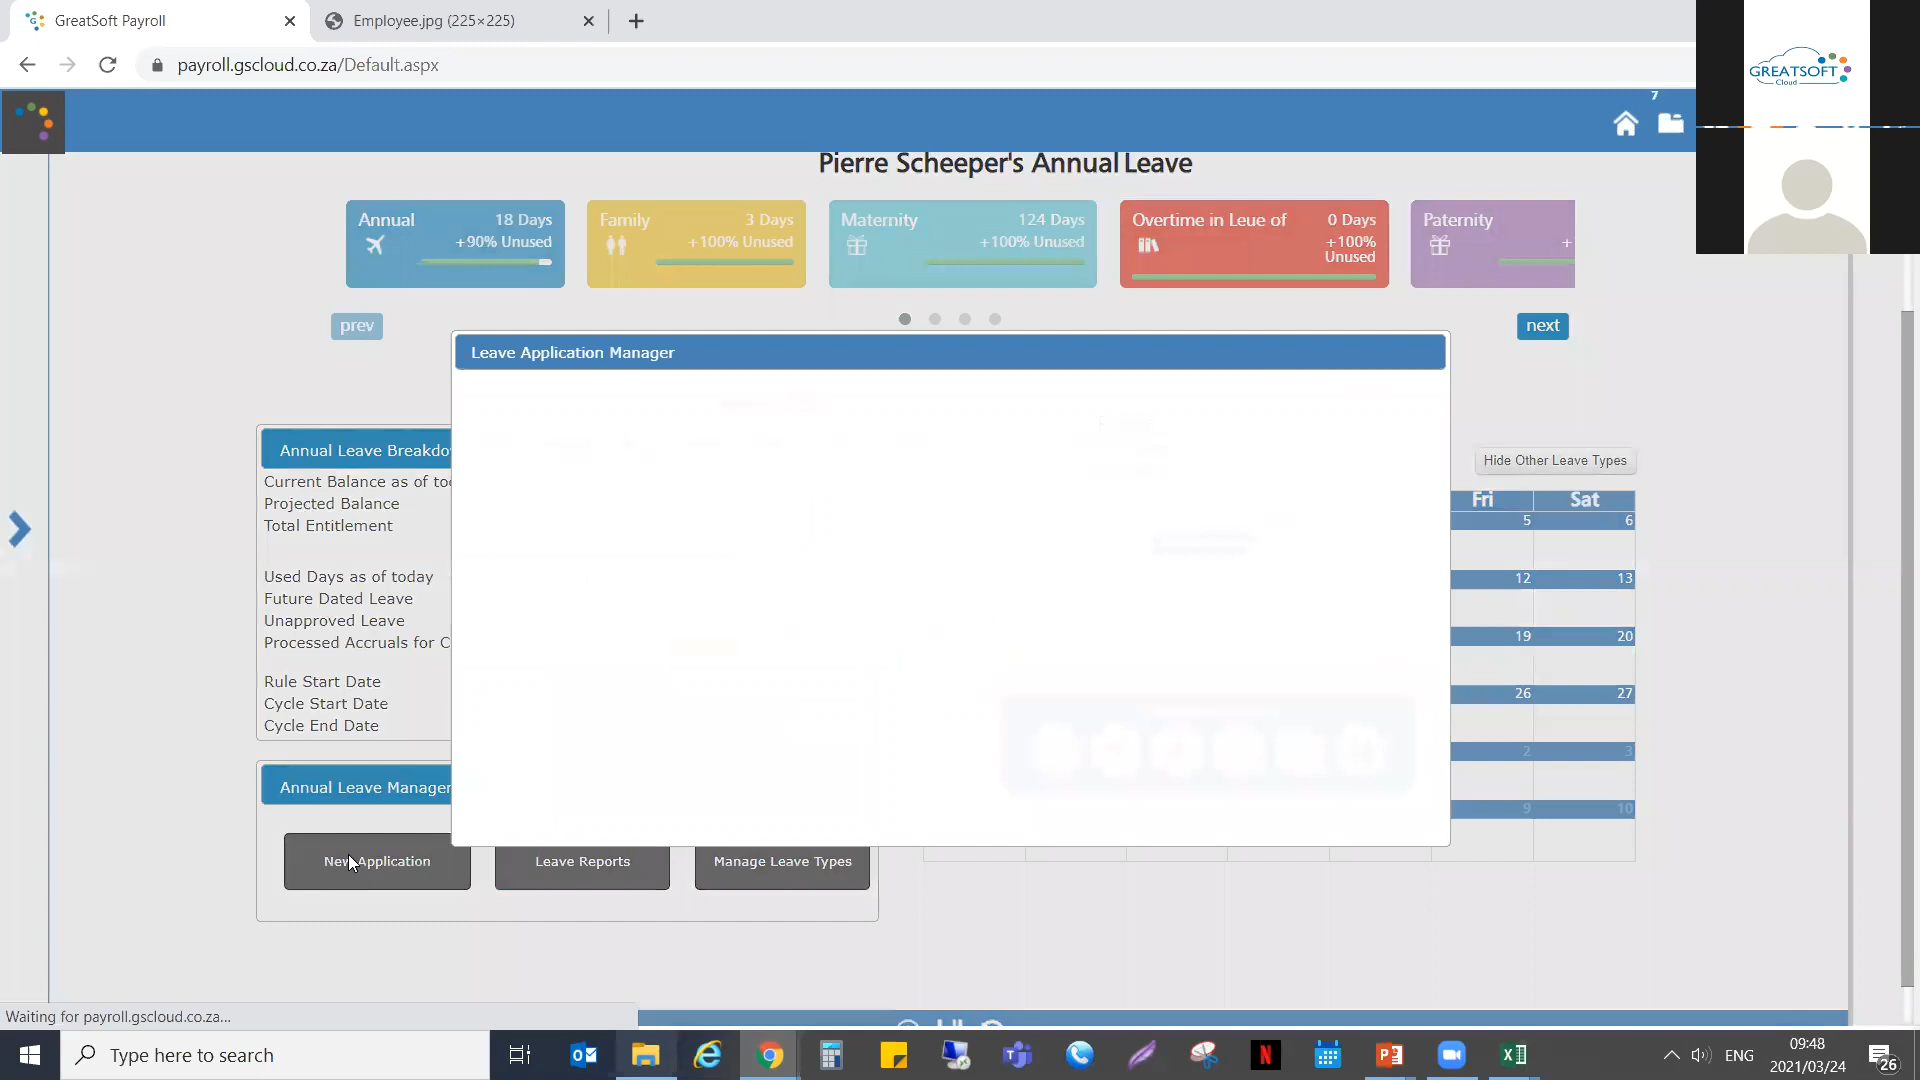 GreatSoft Payroll
Employee.jpg (225×225)
payroll.gscloud.co.za/Default.aspx
GREATSOFT
Cloud
7
Pierre Scheeper's Annual Leave
Annual 18 Days
+90% Unused
Family 3 Days
+100% Unused
Maternity 124 Days
+100% Unused
Overtime in Leue of 0 Days
+100%
Unused
Paternity
+
prev
next
Leave Application Manager
Annual Leave Breakdo
Hide Other Leave Types
Current Balance as of to
Projected Balance
Total Entitlement
Used Days as of today
Future Dated Leave
Unapproved Leave
Processed Accruals for C
Rule Start Date
Cycle Start Date
Cycle End Date
Fri Sat
5 6
12 13
19 20
26 27
2 3
9 10
Annual Leave Manager
New Application
Leave Reports
Manage Leave Types
Waiting for payroll.gscloud.co.za...
Type here to search
ENG
09:48
2021/03/24
26